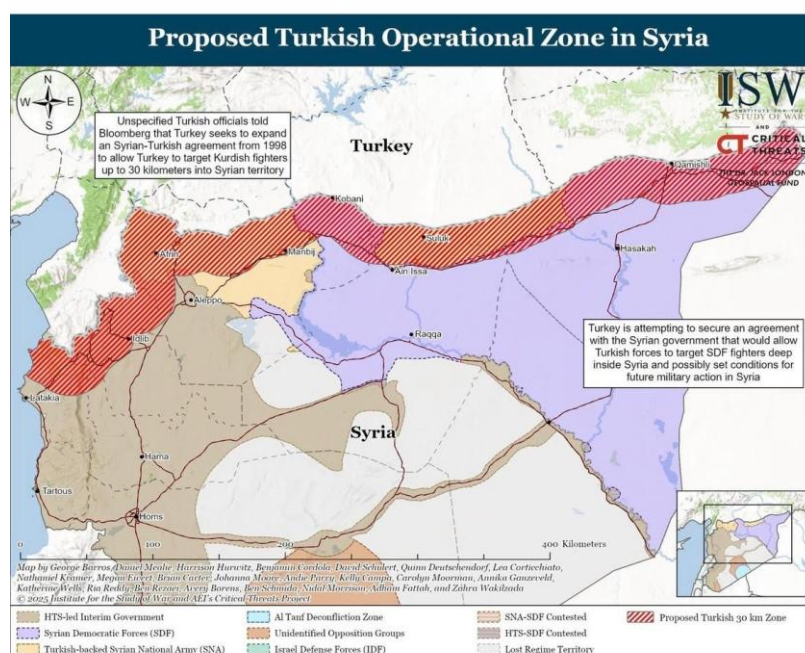 Proposed Turkish Operational Zone in Syria
N
W E
S
Unspecified Turkish officials told
Bloomberg that Turkey seeks to expand
an Syrian-Turkish agreement from 1998
to allow Turkey to target Kurdish fighters
up to 30 kilometers into Syrian territory
ISW
INSTITUTE FOR THE
STUDY OF WAR
AND
CT CRITICAL
THREATS
THE DR. JACK LONDON
GEOSPATIAL FUND
Turkey
Qamishli
Kobani
Afrin
Manbij
Suluk
Hasakah
Ain Issa
Aleppo
Raqqa
Idlib
Turkey is attempting to secure an agreement
with the Syrian government that would allow
Turkish forces to target SDF fighters deep
inside Syria and possibly set conditions for
future military action in Syria
Latakia
Syria
Hama
Tartous
Homs
0 100 200 400 Kilometers
Map by George Barros, Daniel Mealie, Harrison Hurwitz, Benjamin Cordola, David Schulert, Quinn Deutschendorf, Lea Corticchiato,
Nathaniel Kramer, Megan Ewert, Brian Carter, Johanna Moore, Andie Parry, Kelly Campa, Carolyn Moorman, Annika Ganzeveld,
Katherine Wells, Ria Reddy, Ben Rezaei, Avery Borens, Ben Schmida, Nidal Morrison, Adham Fattah, and Zahra Wakilzada
© 2025 Institute for the Study of War and AEI's Critical Threats Project
HTS-led Interim Government
Al Tanf Deconfliction Zone
SNA-SDF Contested
Proposed Turkish 30 km Zone
Syrian Democratic Forces (SDF)
Unidentified Opposition Groups
HTS-SDF Contested
Turkish-backed Syrian National Army (SNA)
Israel Defense Forces (IDF)
Lost Regime Territory